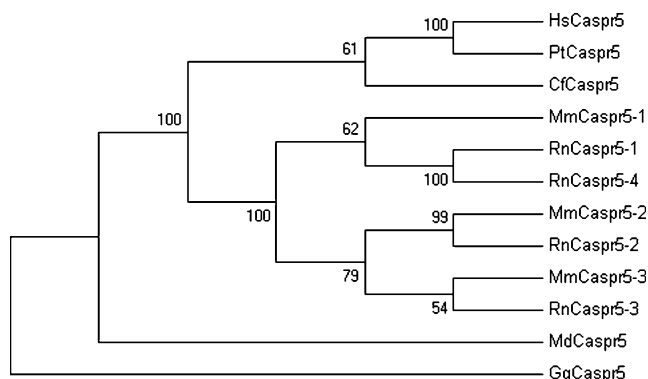 HsCaspr5
100
PtCaspr5
61
CfCaspr5
100
MmCaspr5-1
62
RnCaspr5-1
100
RnCaspr5-4
100
MmCaspr5-2
99
RnCaspr5-2
79
MmCaspr5-3
54
RnCaspr5-3
MdCaspr5
GgCaspr5